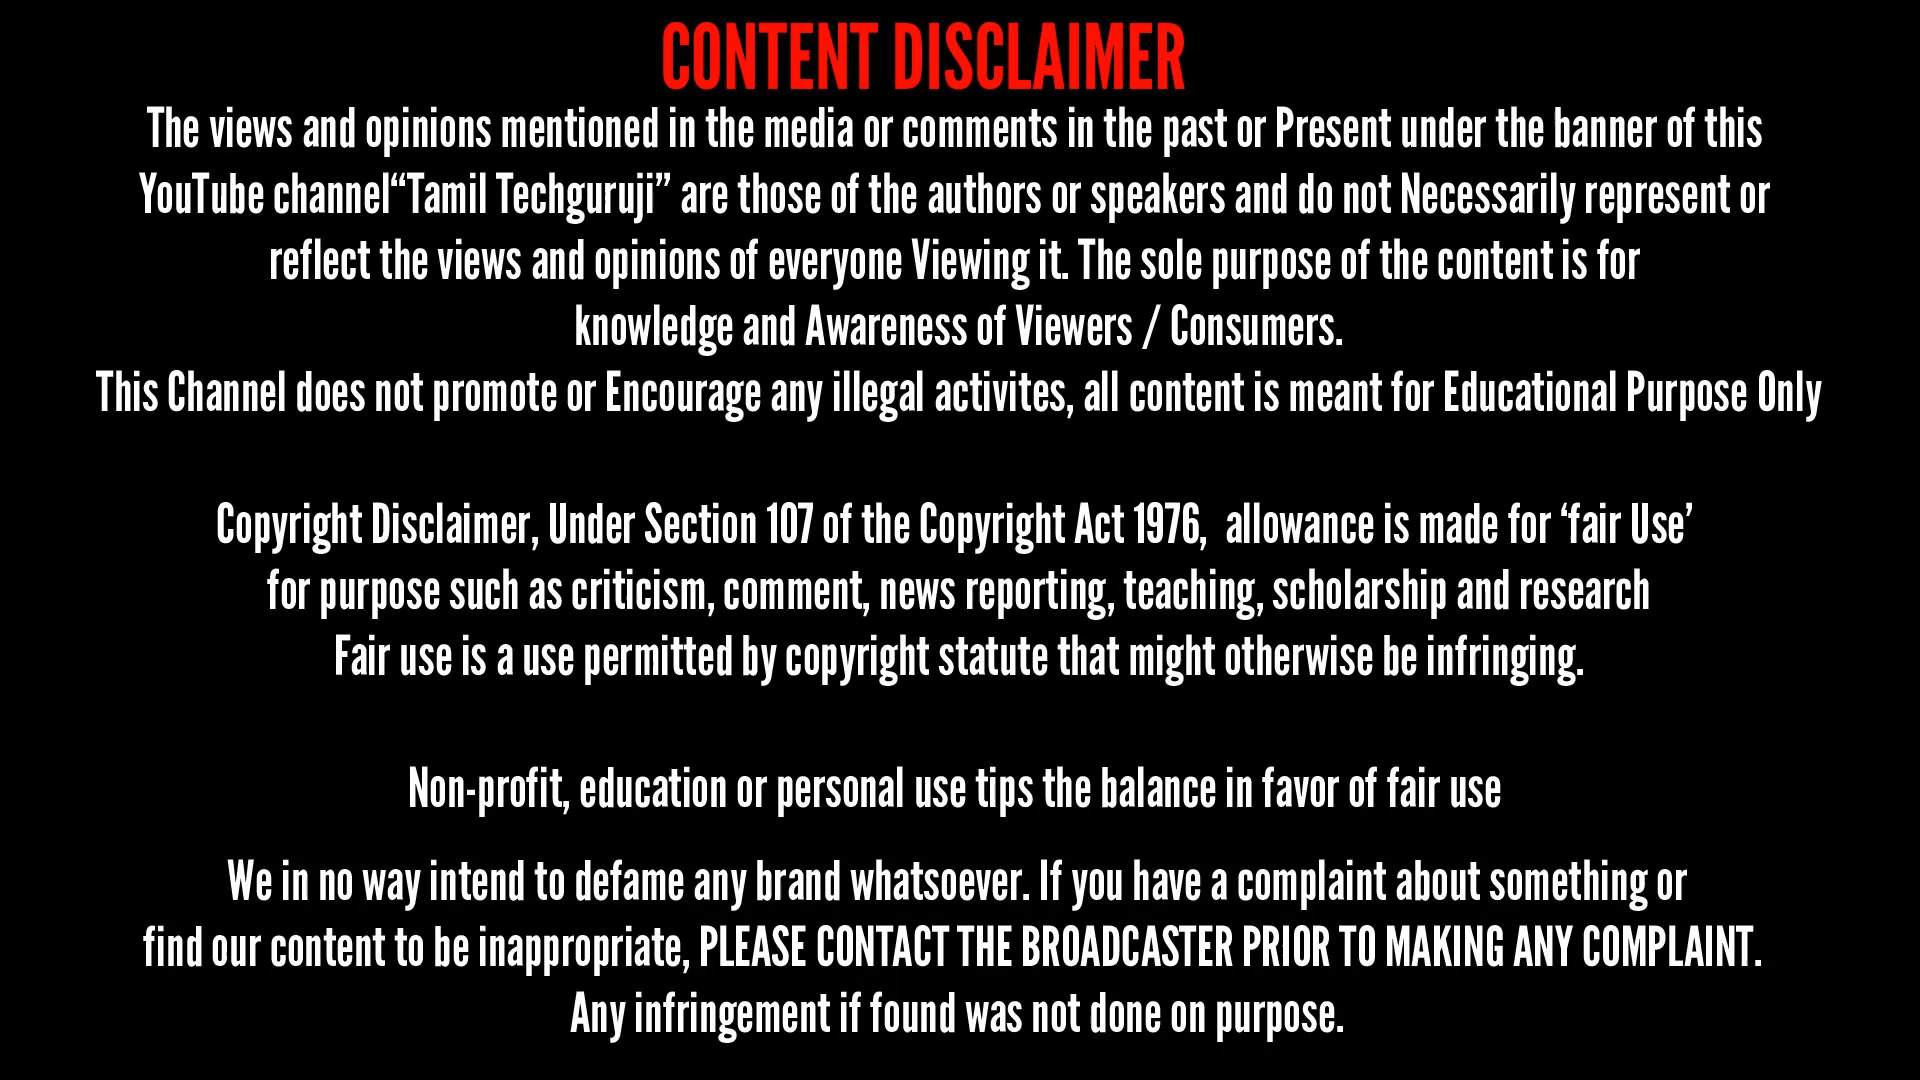 CONTENT DISCLAIMER
The views and opinions mentioned in the media or comments in the past or Present under the banner of this
YouTube channel“Tamil Techguruji” are those of the authors or speakers and do not Necessarily represent or
reflect the views and opinions of everyone Viewing it. The sole purpose of the content is for
knowledge and Awareness of Viewers / Consumers.
This Channel does not promote or Encourage any illegal activites, all content is meant for Educational Purpose Only
Copyright Disclaimer, Under Section 107 of the Copyright Act 1976,  allowance is made for ‘fair Use’
for purpose such as criticism, comment, news reporting, teaching, scholarship and research
Fair use is a use permitted by copyright statute that might otherwise be infringing.
Non-profit, education or personal use tips the balance in favor of fair use
We in no way intend to defame any brand whatsoever. If you have a complaint about something or
find our content to be inappropriate, PLEASE CONTACT THE BROADCASTER PRIOR TO MAKING ANY COMPLAINT.
Any infringement if found was not done on purpose.